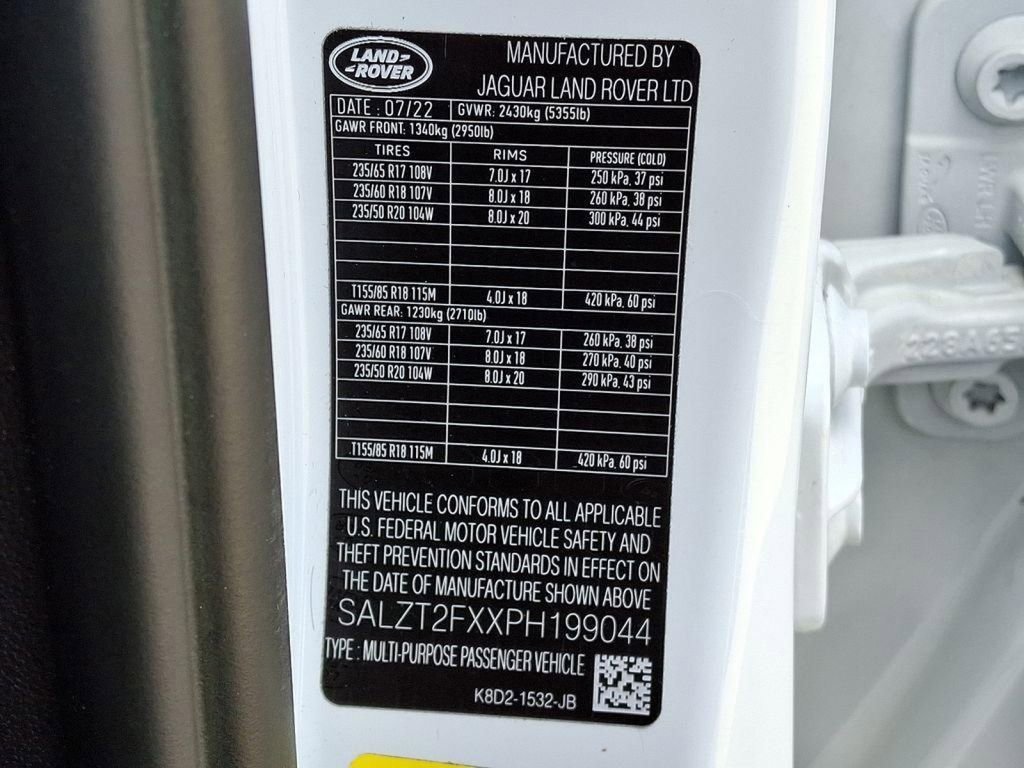 LAND ROVER
MANUFACTURED BY
JAGUAR LAND ROVER LTD
DATE : 07/22 GVWR: 2430kg (5355lb)
GAWR FRONT: 1340kg (2950lb)
TIRES RIMS PRESSURE (COLD)
235/65 R17 108V 7.0J x 17 250 kPa, 37 psi
235/60 R18 107V 8.0J x 18 260 kPa, 38 psi
235/50 R20 104W 8.0J x 20 300 kPa, 44 psi
T155/85 R18 115M 4.0J x 18 420 kPa, 60 psi
GAWR REAR: 1230kg (2710lb)
235/65 R17 108V 7.0J x 17 260 kPa, 38 psi
235/60 R18 107V 8.0J x 18 270 kPa, 40 psi
235/50 R20 104W 8.0J x 20 290 kPa, 43 psi
T155/85 R18 115M 4.0J x 18 420 kPa, 60 psi
THIS VEHICLE CONFORMS TO ALL APPLICABLE
U.S. FEDERAL MOTOR VEHICLE SAFETY AND
THEFT PREVENTION STANDARDS IN EFFECT ON
THE DATE OF MANUFACTURE SHOWN ABOVE
SALZT2FXXPH199044
TYPE : MULTI-PURPOSE PASSENGER VEHICLE
K8D2-1532-JB